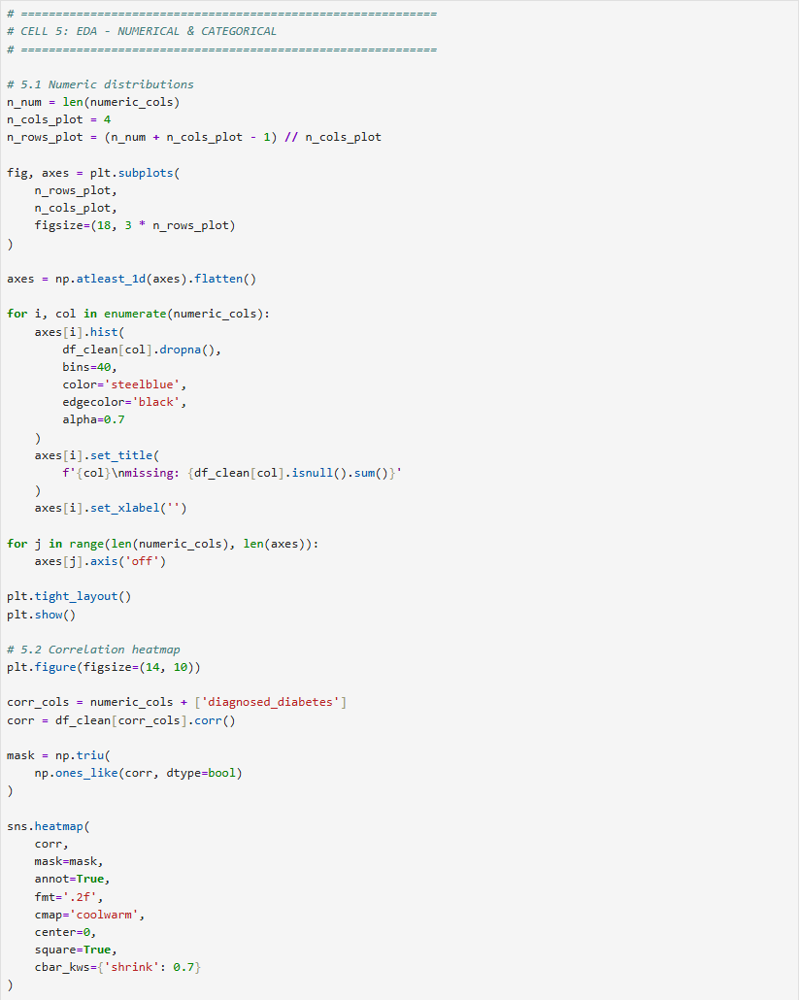 # ============================================================
# CELL 5: EDA - NUMERICAL & CATEGORICAL
# ============================================================

# 5.1 Numeric distributions
n_num = len(numeric_cols)
n_cols_plot = 4
n_rows_plot = (n_num + n_cols_plot - 1) // n_cols_plot

fig, axes = plt.subplots(
    n_rows_plot,
    n_cols_plot,
    figsize=(18, 3 * n_rows_plot)
)

axes = np.atleast_1d(axes).flatten()

for i, col in enumerate(numeric_cols):
    axes[i].hist(
        df_clean[col].dropna(),
        bins=40,
        color='steelblue',
        edgecolor='black',
        alpha=0.7
    )
    axes[i].set_title(
        f'{col}\nmissing: {df_clean[col].isnull().sum()}'
    )
    axes[i].set_xlabel('')

for j in range(len(numeric_cols), len(axes)):
    axes[j].axis('off')

plt.tight_layout()
plt.show()

# 5.2 Correlation heatmap
plt.figure(figsize=(14, 10))

corr_cols = numeric_cols + ['diagnosed_diabetes']
corr = df_clean[corr_cols].corr()

mask = np.triu(
    np.ones_like(corr, dtype=bool)
)

sns.heatmap(
    corr,
    mask=mask,
    annot=True,
    fmt='.2f',
    cmap='coolwarm',
    center=0,
    square=True,
    cbar_kws={'shrink': 0.7}
)